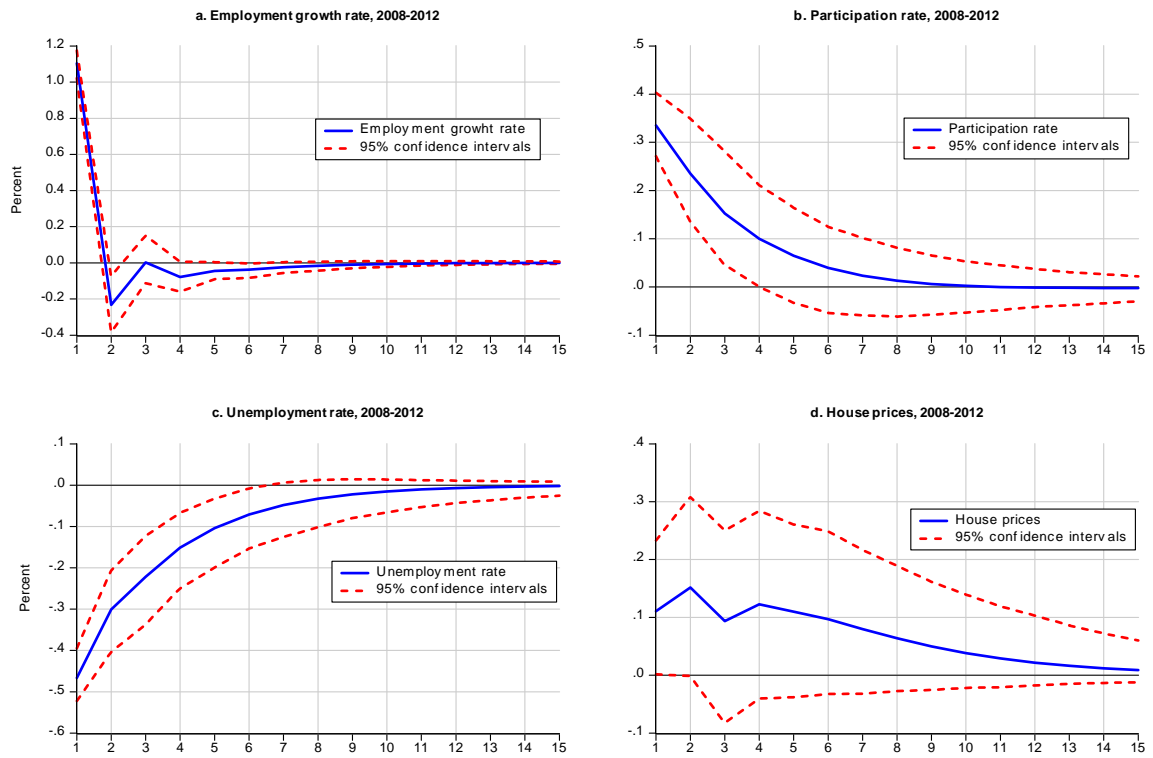 a. Employment growth rate, 2008-2012
1.2
1.0
0.8
0.6
0.4
0.2
0.0
-0.2
-0.4
Percent
Employment growht rate
95% confidence intervals
1 2 3 4 5 6 7 8 9 10 11 12 13 14 15
b. Participation rate, 2008-2012
.5
.4
.3
.2
.1
.0
-.1
Participation rate
95% confidence intervals
1 2 3 4 5 6 7 8 9 10 11 12 13 14 15
c. Unemployment rate, 2008-2012
.1
.0
-.1
-.2
-.3
-.4
-.5
-.6
Percent
Unemployment rate
95% confidence intervals
1 2 3 4 5 6 7 8 9 10 11 12 13 14 15
d. House prices, 2008-2012
.4
.3
.2
.1
.0
-.1
House prices
95% confidence intervals
1 2 3 4 5 6 7 8 9 10 11 12 13 14 15